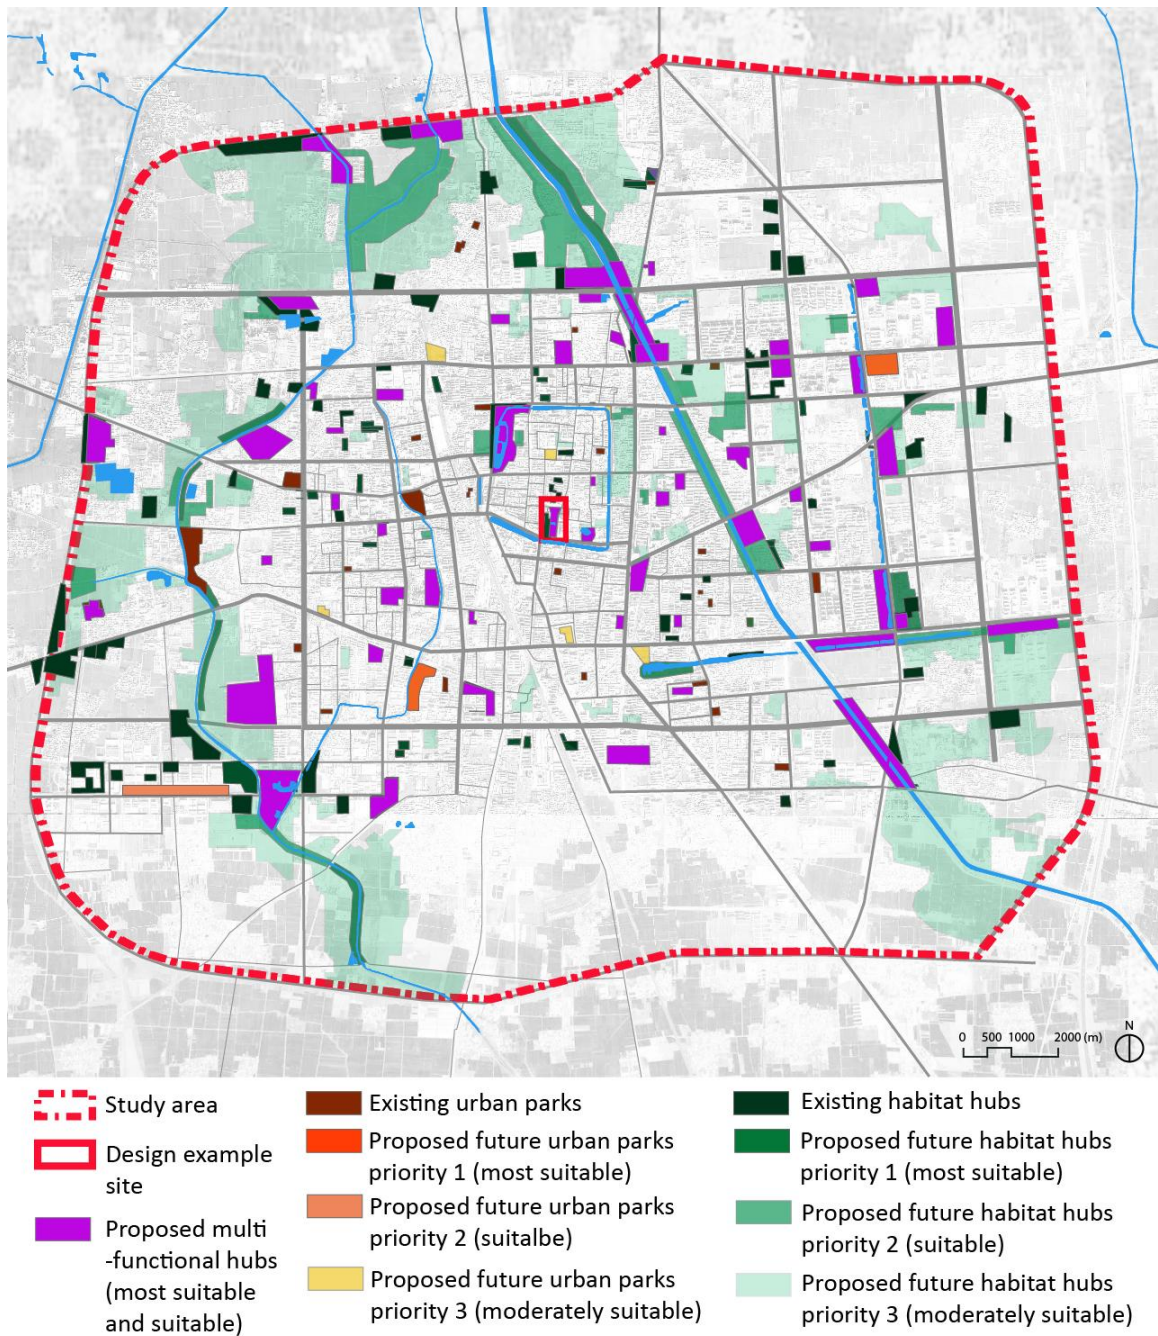 N
0 500 1000 2000 (m)
Study area
Design example
site
Proposed multi
-functional hubs
(most suitable
and suitable)
Existing urban parks
Proposed future urban parks
priority 1 (most suitable)
Proposed future urban parks
priority 2 (suitalbe)
Proposed future urban parks
priority 3 (moderately suitable)
Existing habitat hubs
Proposed future habitat hubs
priority 1 (most suitable)
Proposed future habitat hubs
priority 2 (suitable)
Proposed future habitat hubs
priority 3 (moderately suitable)